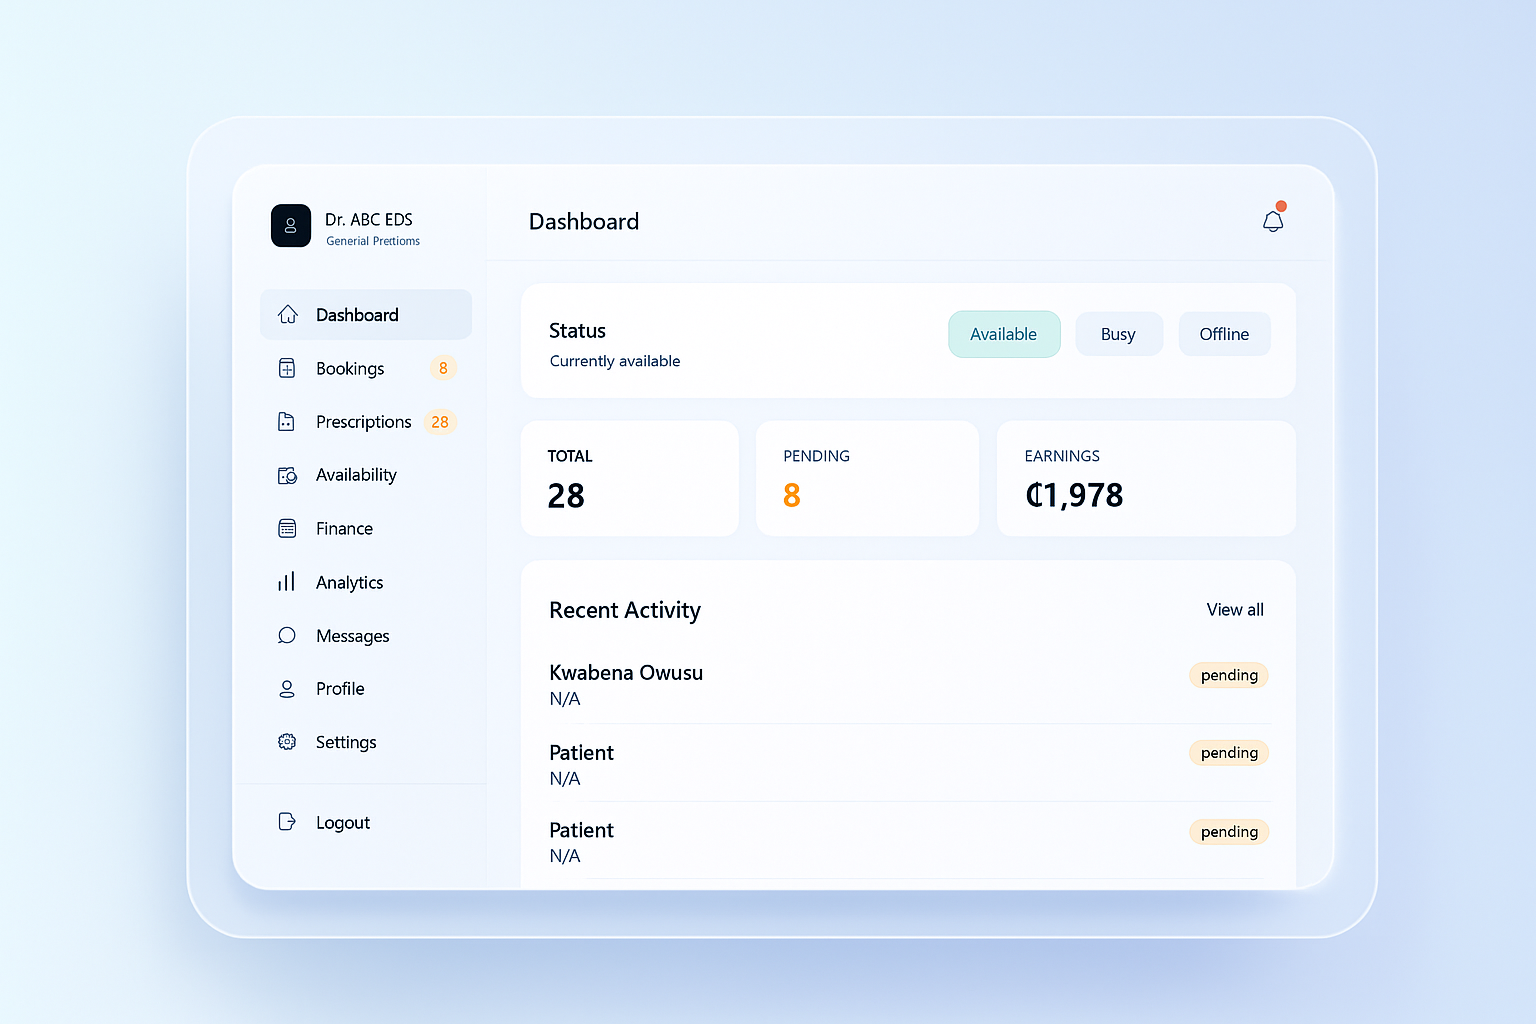 Dr. ABC EDS
Generial Prettioms
Dashboard
Bookings 8
Prescriptions 28
Availability
Finance
Analytics
Messages
Profile
Settings
Logout
Dashboard
Status
Currently available
Available Busy Offline
TOTAL
28
PENDING
8
EARNINGS
₵1,978
Recent Activity View all
Kwabena Owusu pending
N/A
Patient pending
N/A
Patient pending
N/A